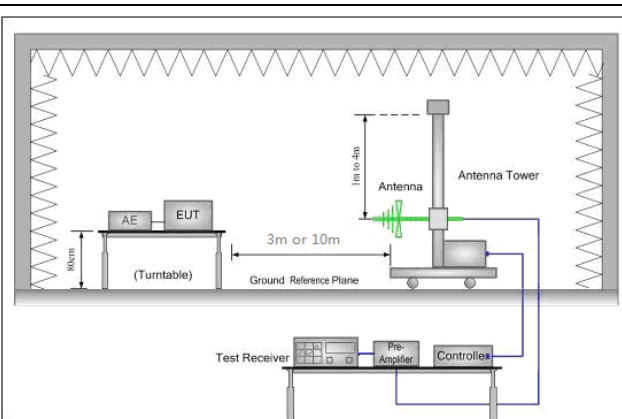 1m to 4m
Antenna
Antenna Tower
AE
EUT
3m or 10m
80cm
(Turntable)
Ground Reference Plane
Test Receiver
Pre-
Amplifier
Controller